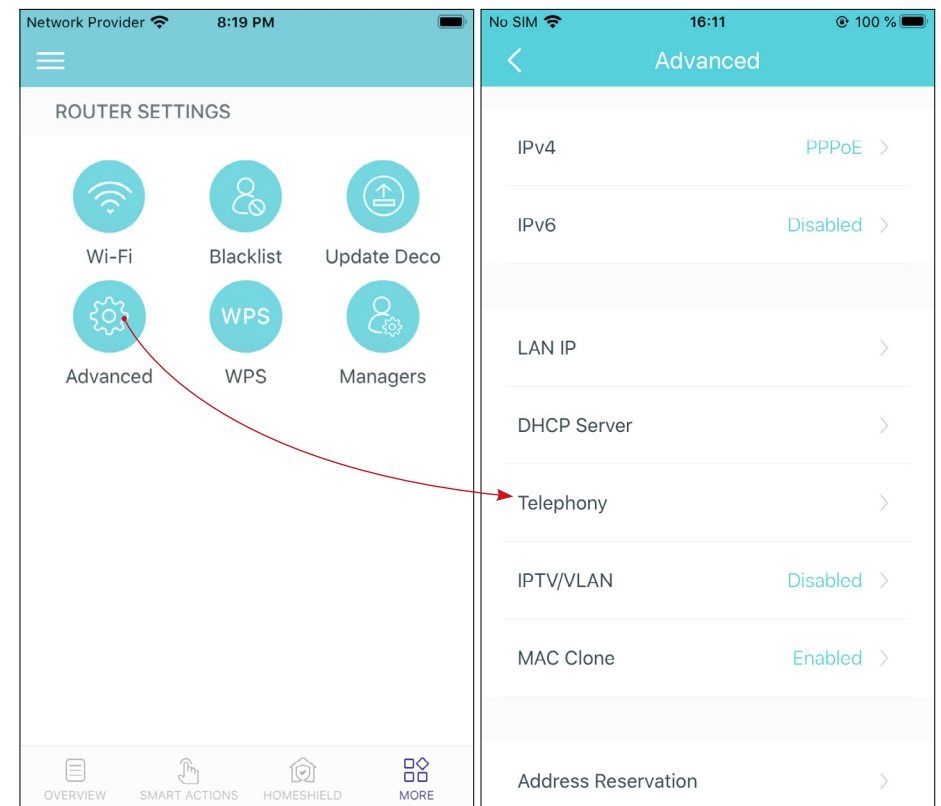 Network Provider 8:19 PM
ROUTER SETTINGS
Wi-Fi Blacklist Update Deco
WPS
Advanced WPS Managers
OVERVIEW SMART ACTIONS HOMESHIELD MORE
No SIM 16:11 100 %
Advanced
IPv4 PPPoE
IPv6 Disabled
LAN IP
DHCP Server
Telephony
IPTV/VLAN Disabled
MAC Clone Enabled
Address Reservation